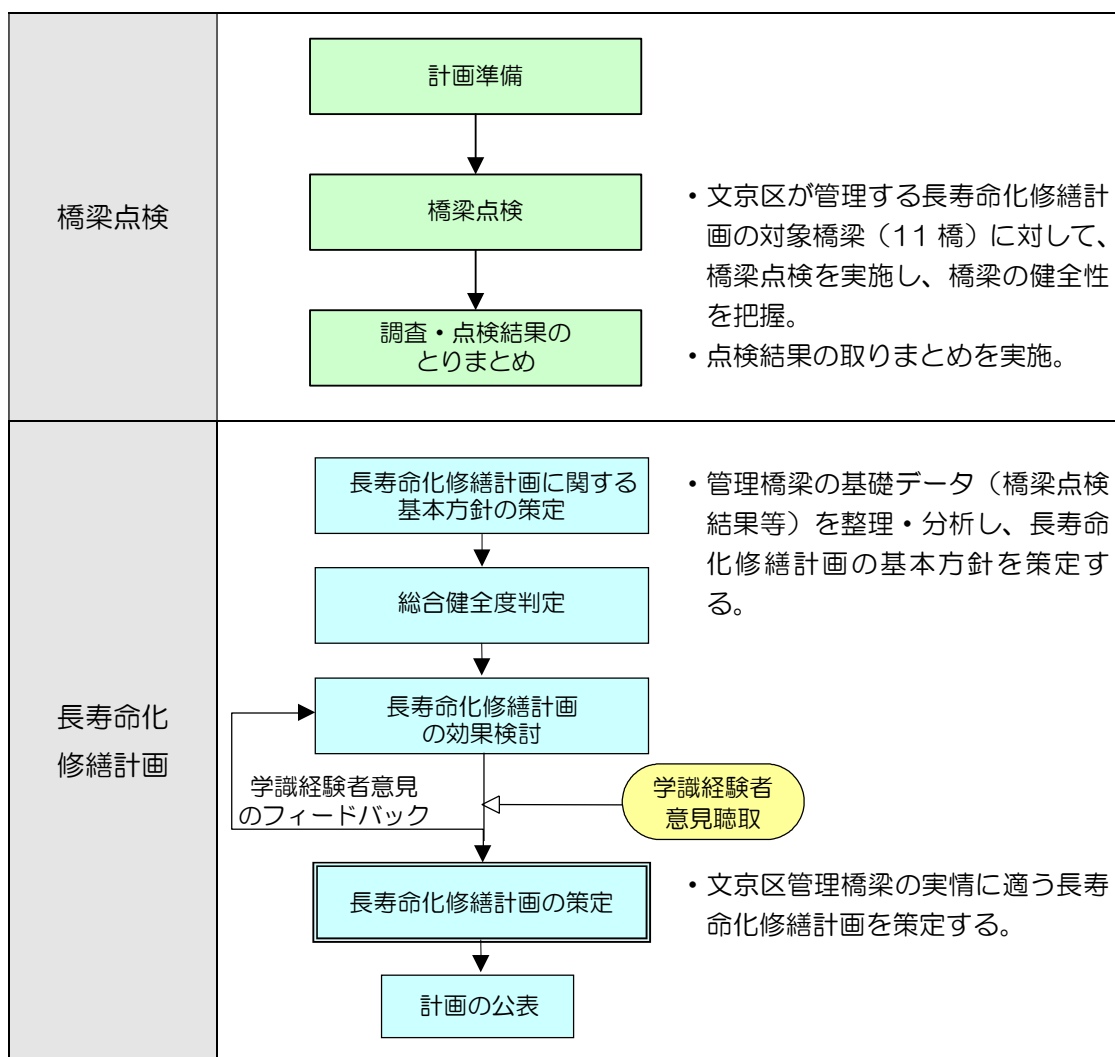 橋梁点検
計画準備
橋梁点検
調査・点検結果の
とりまとめ
・文京区が管理する長寿命化修繕計
画の対象橋梁（11 橋）に対して、
橋梁点検を実施し、橋梁の健全性
を把握。
・点検結果の取りまとめを実施。
長寿命化
修繕計画
長寿命化修繕計画に関する
基本方針の策定
総合健全度判定
長寿命化修繕計画
の効果検討
学識経験者意見
のフィードバック
学識経験者
意見聴取
長寿命化修繕計画の策定
計画の公表
・管理橋梁の基礎データ（橋梁点検
結果等）を整理・分析し、長寿命
化修繕計画の基本方針を策定す
る。
・文京区管理橋梁の実情に適う長寿
命化修繕計画を策定する。